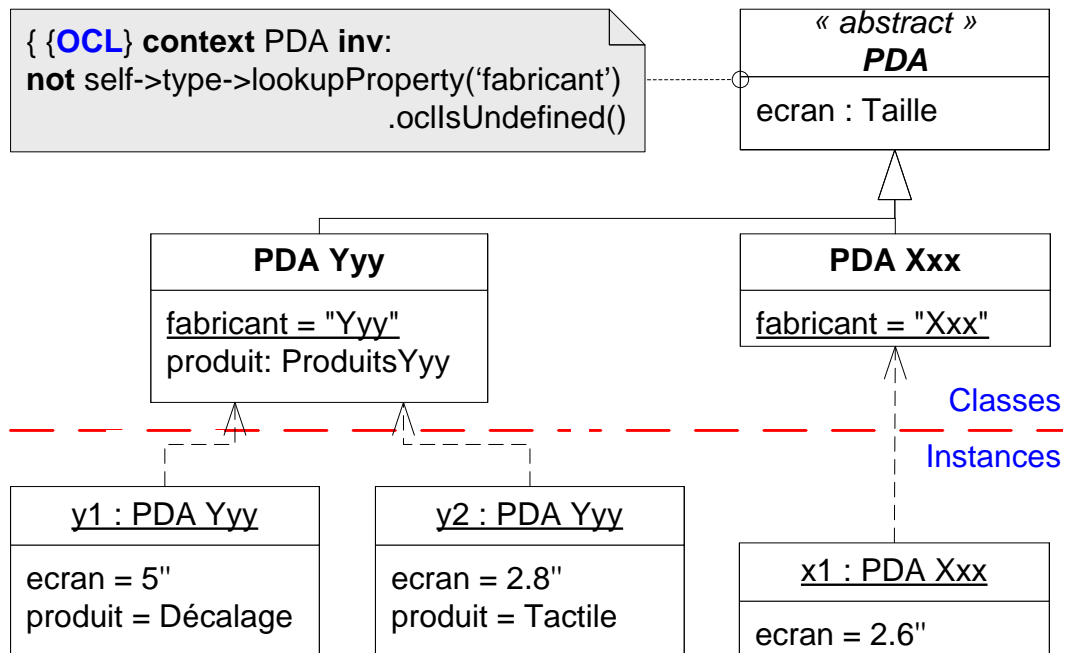 { {OCL} context PDA inv:
not self->type->lookupProperty(‘fabricant’)
.oclIsUndefined()
« abstract »
PDA
ecran : Taille
PDA Yyy
fabricant = "Yyy"
produit: ProduitsYyy
PDA Xxx
fabricant = "Xxx"
Classes
Instances
y1 : PDA Yyy
ecran = 5"
produit = Décalage
y2 : PDA Yyy
ecran = 2.8"
produit = Tactile
x1 : PDA Xxx
ecran = 2.6"